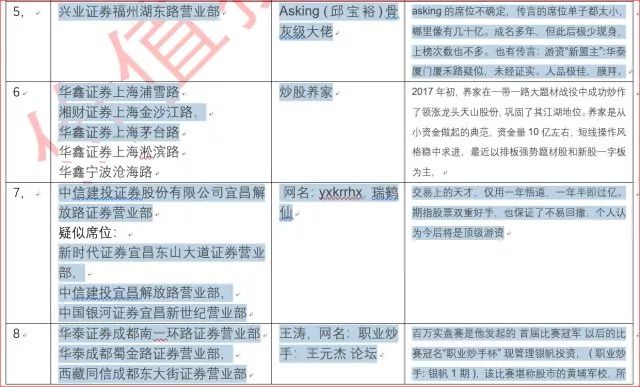 5, 兴业证券福州湖东路营业部 Asking (邱宝裕)骨灰级大佬 asking 的席位不确定，传言的席位单子都太小，
哪里像有几十亿。成名多年，但此后极少现身，
上榜次数也不多。也有传言：游资“新盟主”:华泰
厦门厦禾路疑似，未经证实。人品极佳，膜拜。
6 华鑫证券上海浦雪路
湘财证券上海金沙江路，
华鑫证券上海茅台路
华鑫证券上海淞滨路
华鑫宁波沧海路
炒股养家
2017 年初，养家在一带一路大题材战役中成功炒作
了领涨龙头天山股份，巩固了其江湖地位。养家是从
小资金做起的典范，资金量 10 亿左右，短线操作风
格稳中求进，最近以排板强势题材股和新股一字板
为主，
7, 中信建投证券股份有限公司宜昌解
放路证券营业部
疑似席位：
新时代证券宜昌东山大道证券营业
部，
中信建投宜昌解放路营业部，
中国银河证券宜昌新世纪营业部
网名：yxkrrhx，瑞鹤
仙
交易上的天才，仅用一年悟道，一年半即过亿。
期指股票双重好手，也保证了不易回撤，个人认
为今后将是顶级游资
8 华泰证券成都南一环路证券营业部
华泰成都蜀金路证券营业部，
西藏同信成都东大街证券营业部
王涛，网名：职业炒
手：王元杰 论坛
百万实盘赛是他发起的 首届比赛冠军 以后的比
赛冠名“职业炒手杯” 现管理银帆投资，（职业炒
手: 银帆 1 期），该比赛堪称股市的黄埔军校，所